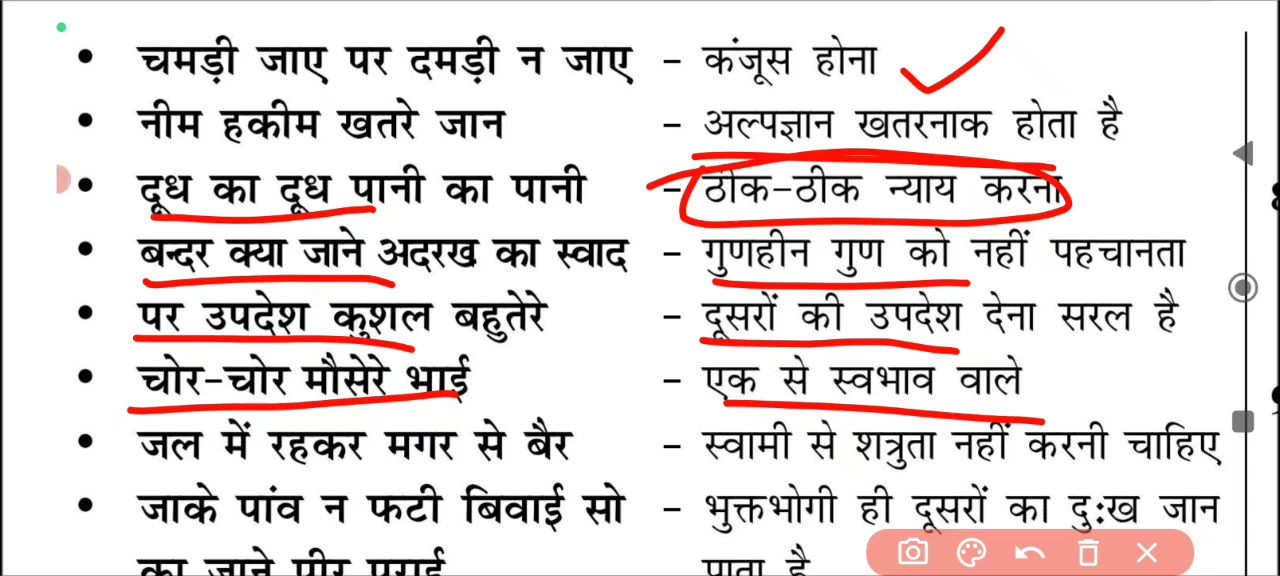 • चमड़ी जाए पर दमड़ी न जाए – कंजूस होना
• नीम हकीम खतरे जान – अल्पज्ञान खतरनाक होता है
• दूध का दूध पानी का पानी – ठीक-ठीक न्याय करना
• बन्दर क्या जाने अदरख का स्वाद – गुणहीन गुण को नहीं पहचानता
• पर उपदेश कुशल बहुतेरे – दूसरों की उपदेश देना सरल है
• चोर-चोर मौसेरे भाई – एक से स्वभाव वाले
• जल में रहकर मगर से बैर – स्वामी से शत्रुता नहीं करनी चाहिए
• जाके पांव न फटी बिवाई सो – भुक्तभोगी ही दूसरों का दुःख जान
का जाने पीर पराई पाता है